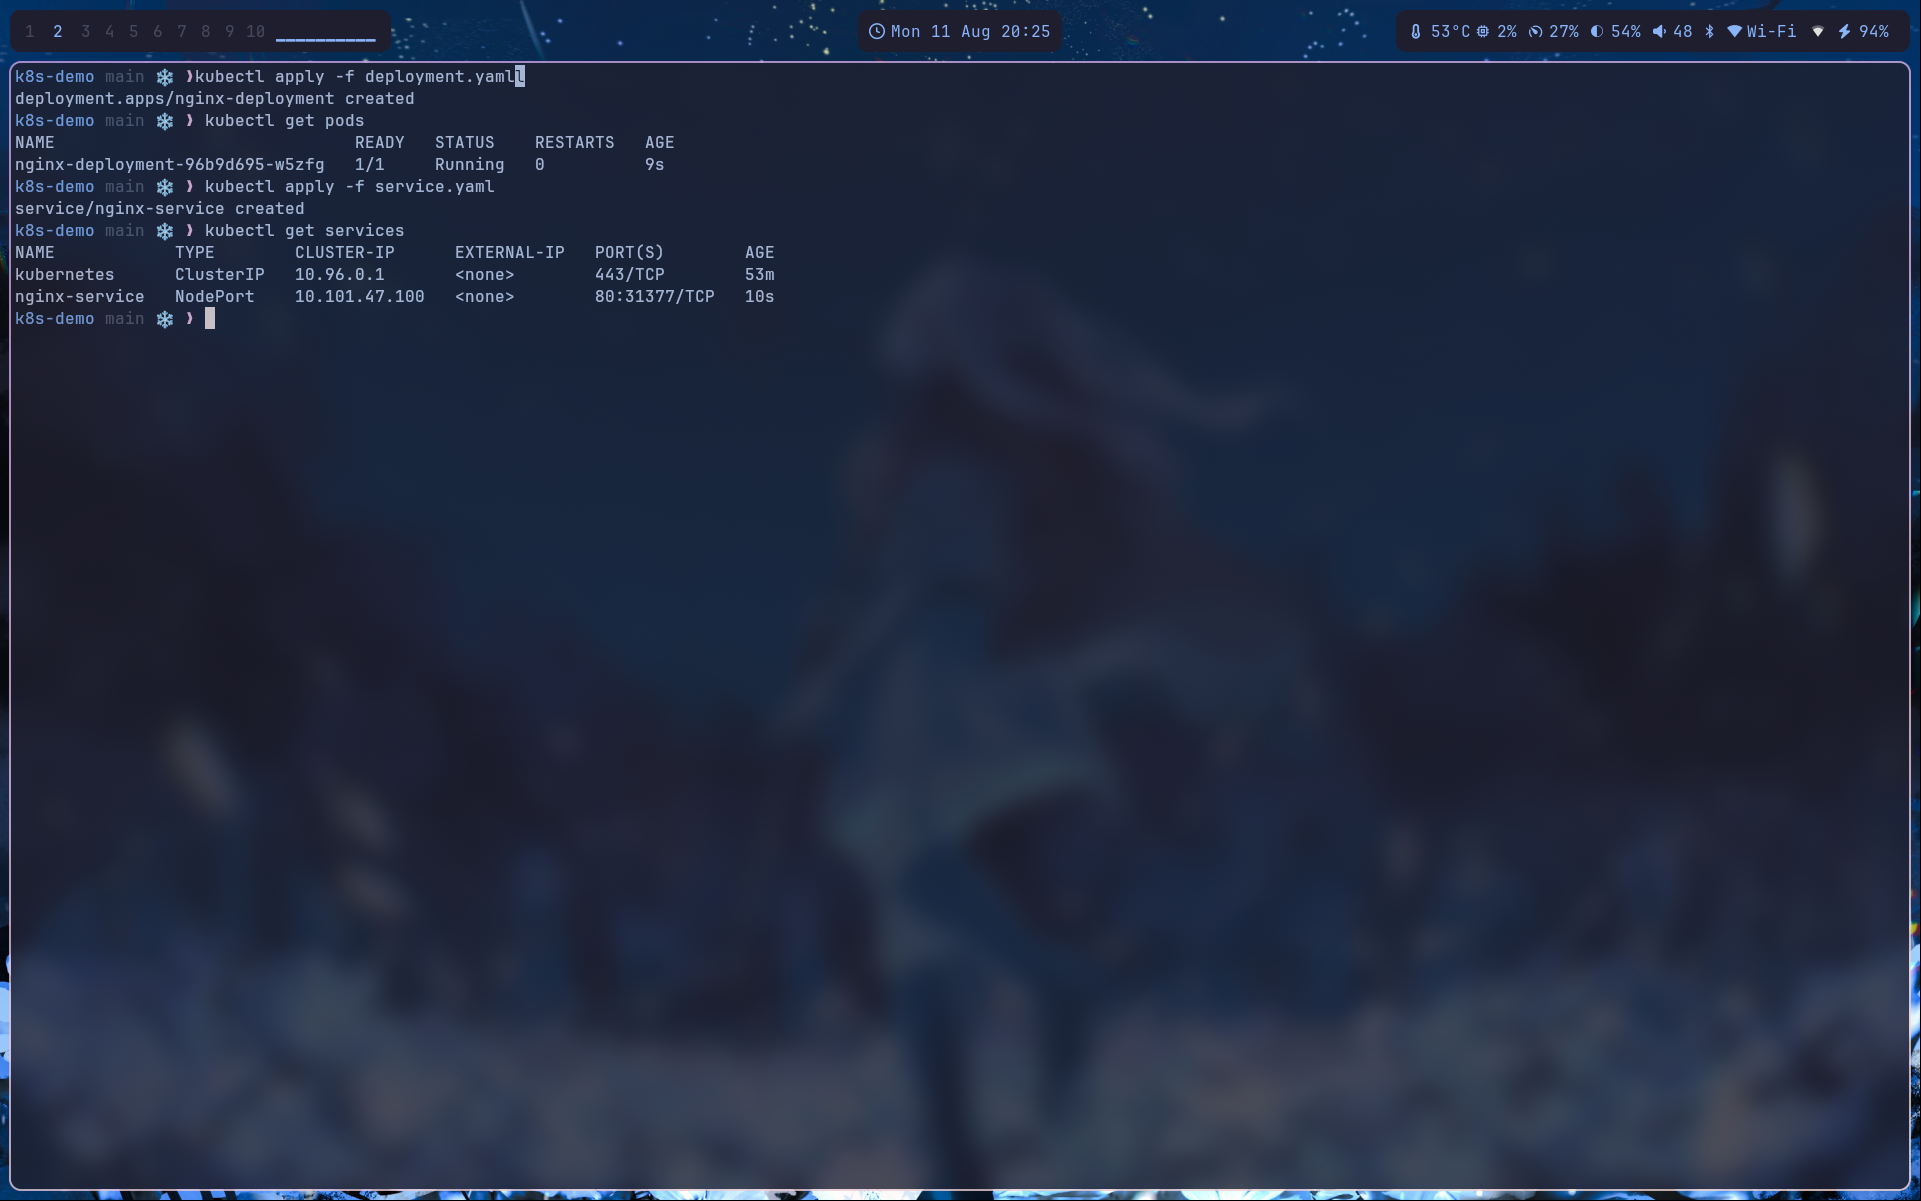 1 2 3 4 5 6 7 8 9 10 __________
Mon 11 Aug 20:25
53°C 2% 27% 54% 48 Wi-Fi 94%
k8s-demo main ❄️ ❱kubectl apply -f deployment.yamll
deployment.apps/nginx-deployment created
k8s-demo main ❄️ ❱ kubectl get pods
NAME                              READY   STATUS    RESTARTS   AGE
nginx-deployment-96b9d695-w5zfg   1/1     Running   0          9s
k8s-demo main ❄️ ❱ kubectl apply -f service.yaml
service/nginx-service created
k8s-demo main ❄️ ❱ kubectl get services
NAME            TYPE        CLUSTER-IP      EXTERNAL-IP   PORT(S)        AGE
kubernetes      ClusterIP   10.96.0.1       <none>        443/TCP        53m
nginx-service   NodePort    10.101.47.100   <none>        80:31377/TCP   10s
k8s-demo main ❄️ ❱